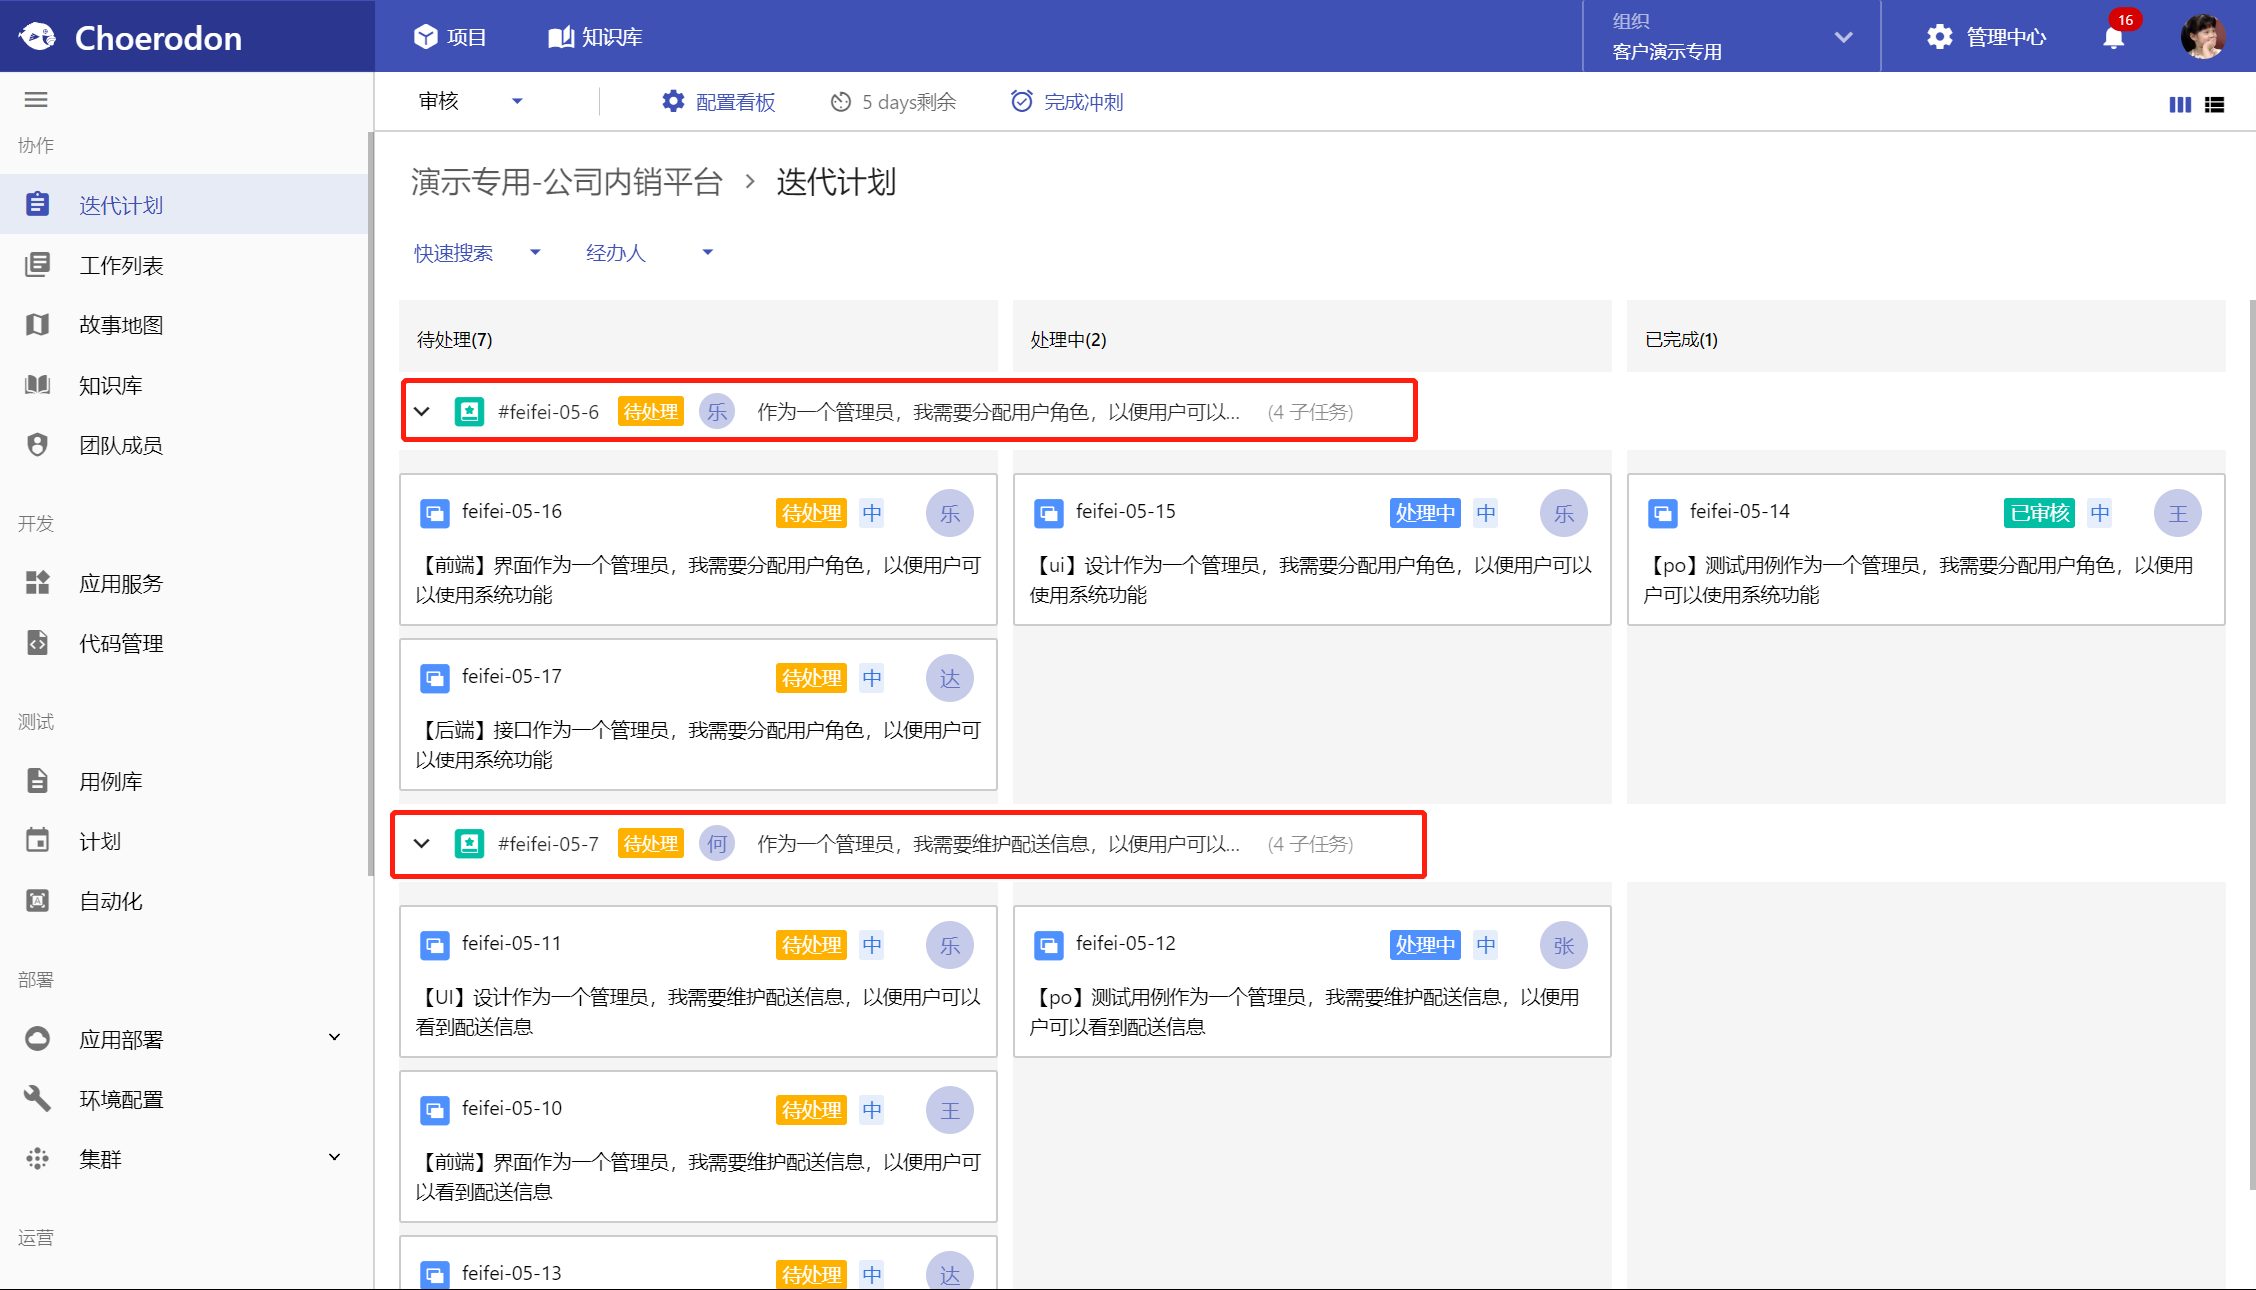 Choerodon
项目
知识库
组织
客户演示专用
管理中心
16
审核
配置看板
5 days剩余
完成冲刺
协作
迭代计划
工作列表
故事地图
知识库
团队成员
开发
应用服务
代码管理
测试
用例库
计划
自动化
部署
应用部署
环境配置
集群
运营
演示专用-公司内销平台 > 迭代计划
快速搜索
经办人
待处理(7)
处理中(2)
已完成(1)
#feifei-05-6 待处理 乐 作为一个管理员，我需要分配用户角色，以便用户可以... (4 子任务)
feifei-05-16 待处理 中 乐
【前端】界面作为一个管理员，我需要分配用户角色，以便用户可
以使用系统功能
feifei-05-15 处理中 中 乐
【ui】设计作为一个管理员，我需要分配用户角色，以便用户可以
使用系统功能
feifei-05-14 已审核 中 王
【po】测试用例作为一个管理员，我需要分配用户角色，以便用
户可以使用系统功能
feifei-05-17 待处理 中 达
【后端】接口作为一个管理员，我需要分配用户角色，以便用户可
以使用系统功能
#feifei-05-7 待处理 何 作为一个管理员，我需要维护配送信息，以便用户可以... (4 子任务)
feifei-05-11 待处理 中 乐
【UI】设计作为一个管理员，我需要维护配送信息，以便用户可以
看到配送信息
feifei-05-12 处理中 中 张
【po】测试用例作为一个管理员，我需要维护配送信息，以便用
户可以看到配送信息
feifei-05-10 待处理 中 王
【前端】界面作为一个管理员，我需要维护配送信息，以便用户可
以看到配送信息
feifei-05-13 待处理 中 达